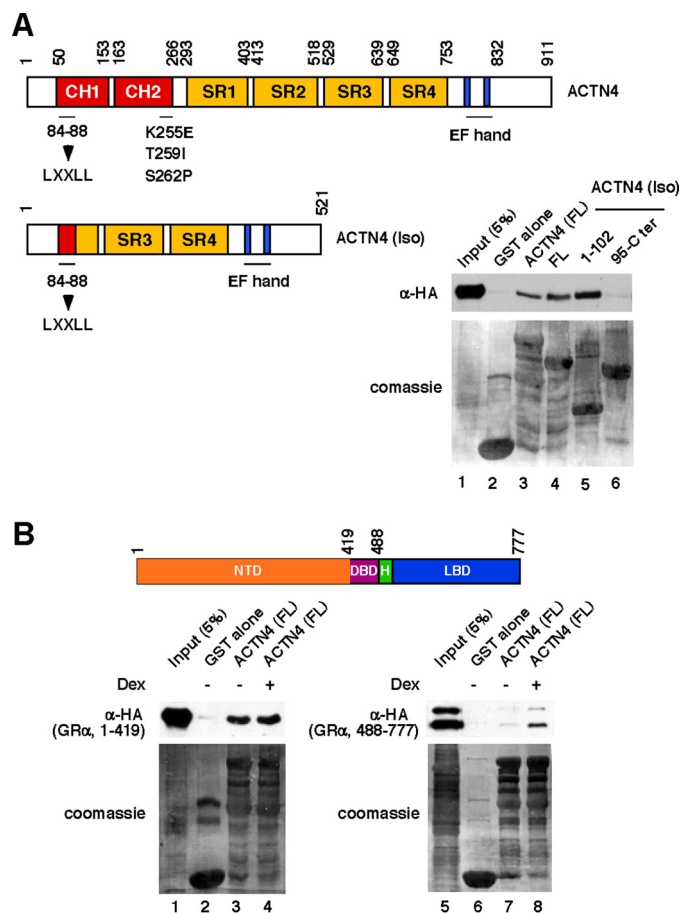 A
1 50 153 163 266 293 403 413 518 529 639 649 753 832 911
CH1 CH2 SR1 SR2 SR3 SR4 ACTN4
84-88 K255E EF hand
T259I
LXXLL S262P
1 521
SR3 SR4 ACTN4 (Iso)
84-88 EF hand
LXXLL
ACTN4 (Iso)
Input (5%) GST alone ACTN4 (FL) FL 1-102 95-C ter
α-HA
comassie
1 2 3 4 5 6
B
1 419 488 777
NTD DBD H LBD
Input (5%) GST alone ACTN4 (FL) ACTN4 (FL)
Dex - - +
α-HA
(GRα, 1-419)
coomassie
1 2 3 4
Input (5%) GST alone ACTN4 (FL) ACTN4 (FL)
Dex - - +
α-HA
(GRα, 488-777)
coomassie
5 6 7 8